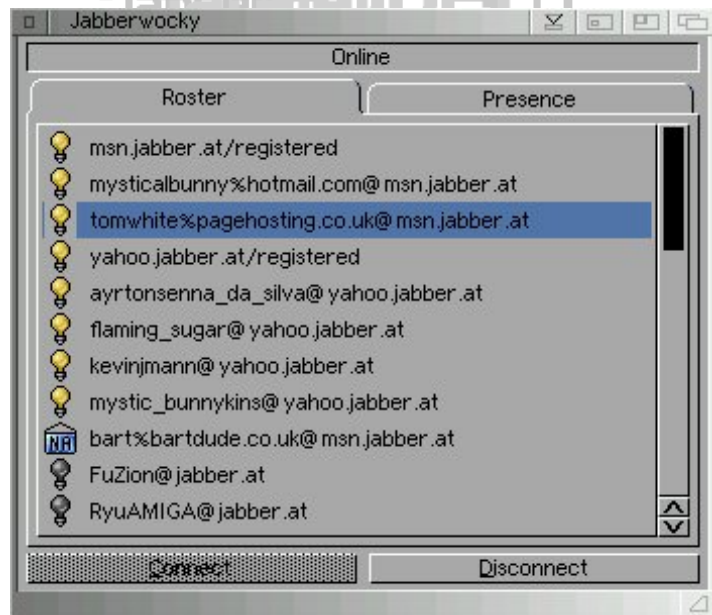 Jabberwocky
Online
Roster Presence
msn.jabber.at/registered
mysticalbunny%hotmail.com@msn.jabber.at
tomwhite%pagehosting.co.uk@msn.jabber.at
yahoo.jabber.at/registered
ayrtonsenna_da_silva@yahoo.jabber.at
flaming_sugar@yahoo.jabber.at
kevinjmann@yahoo.jabber.at
mystic_bunnykins@yahoo.jabber.at
NA bart%bartdude.co.uk@msn.jabber.at
FuZion@jabber.at
RyuAMIGA@jabber.at
Connect Disconnect